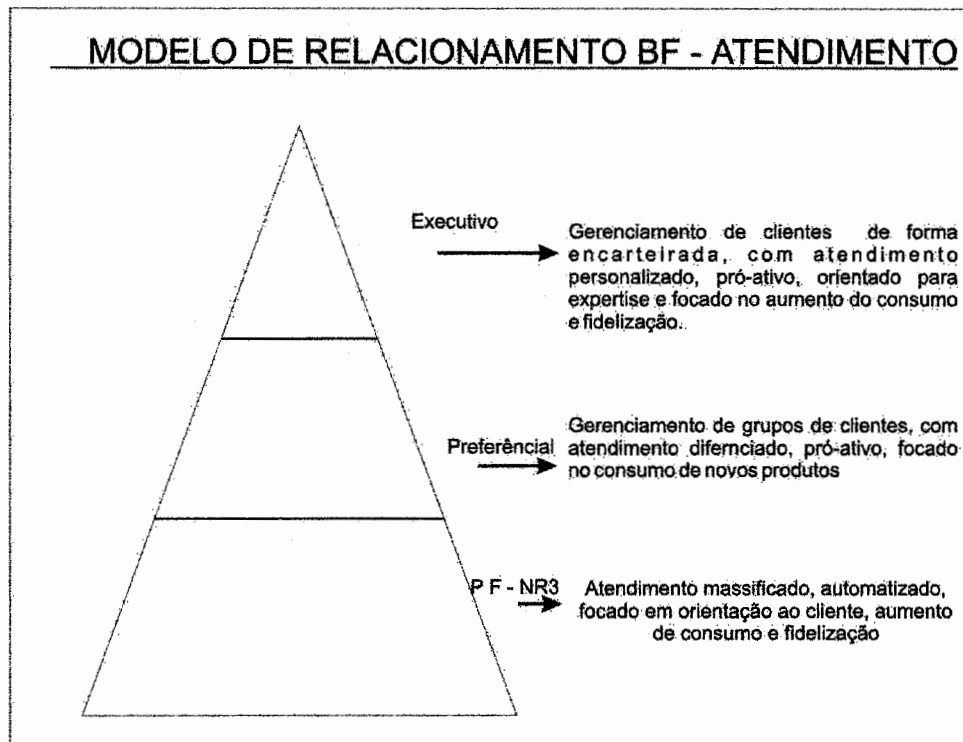 MODELO DE RELACIONAMENTO BF - ATENDIMENTO
Executivo
Gerenciamento de clientes de forma
encarteirada, com atendimento
personalizado, pró-ativo, orientado para
expertise e focado no aumento do consumo
e fidelização.
Preferêncial
Gerenciamento de grupos de clientes, com
atendimento difernciado, pró-ativo, focado
no consumo de novos produtos
P F - NR3
Atendimento massificado, automatizado,
focado em orientação ao cliente, aumento
de consumo e fidelização